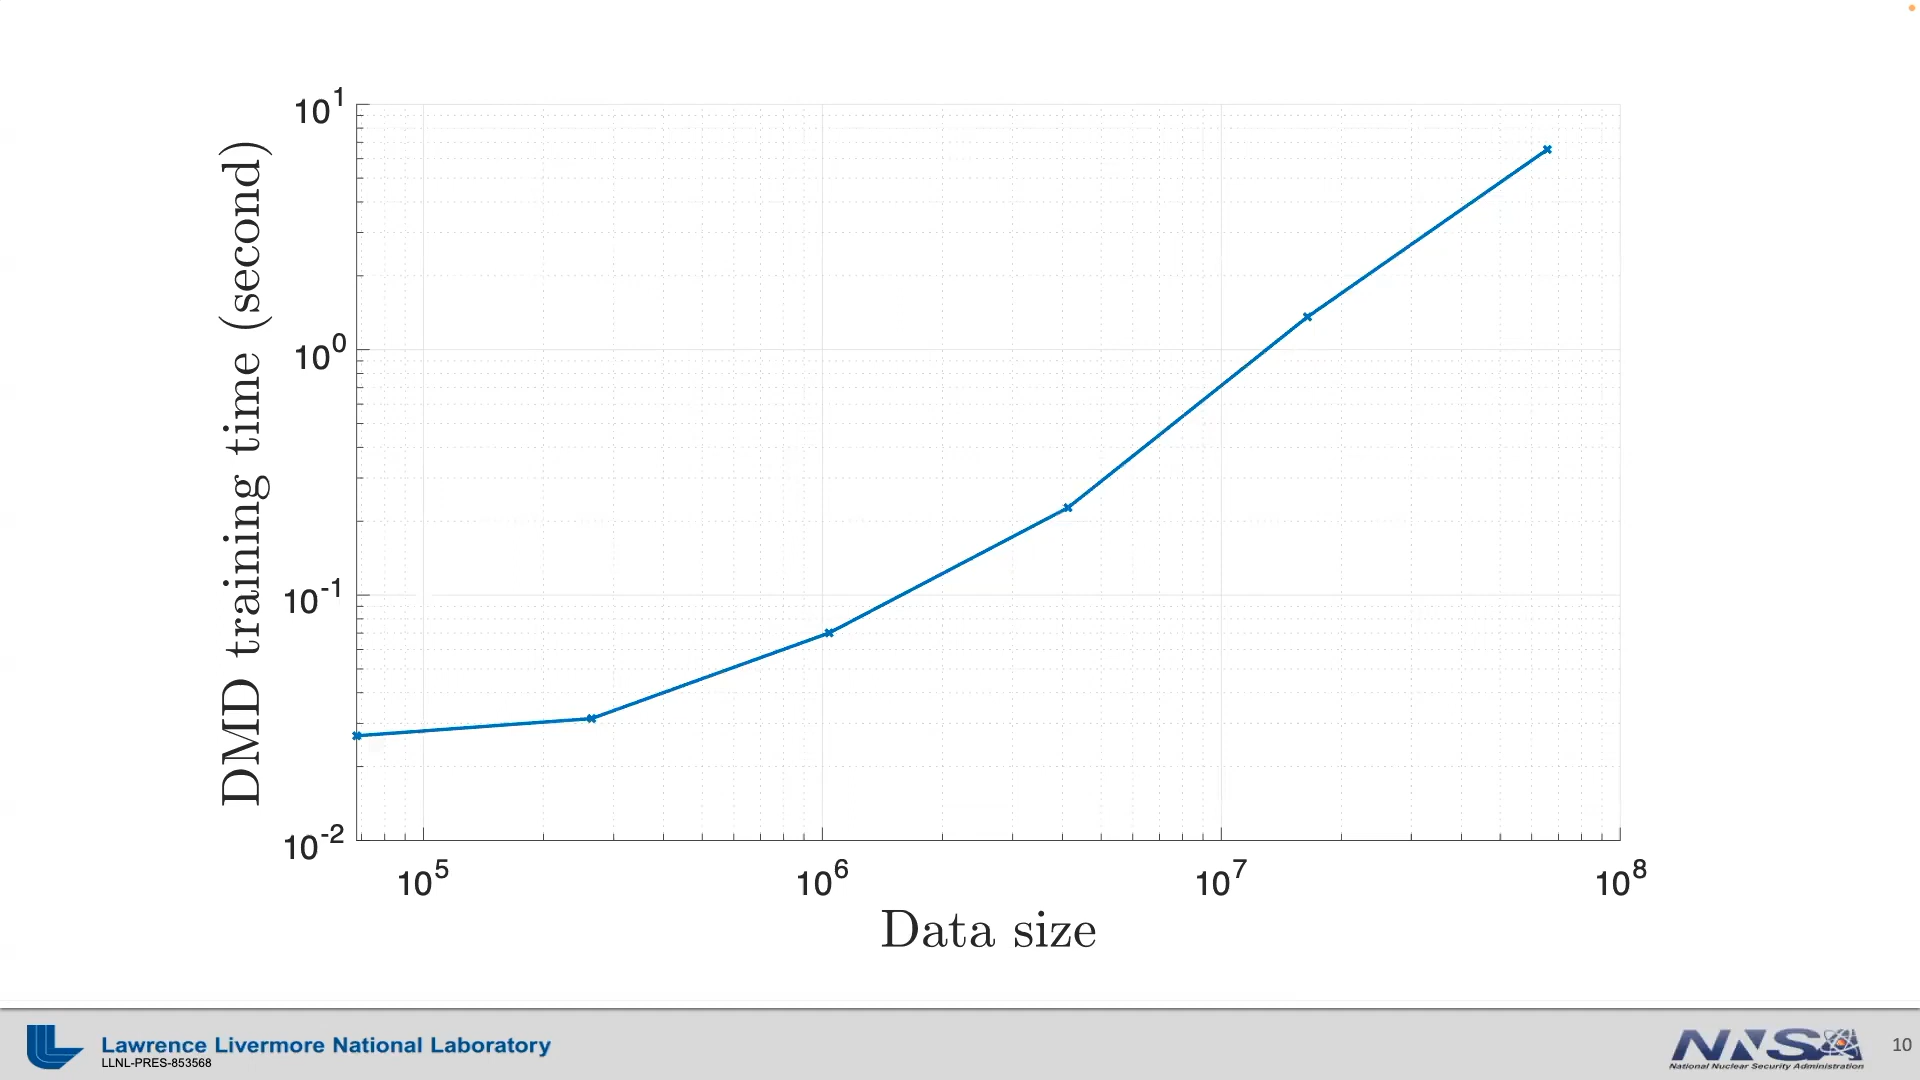 DMD training time (second)
10^1
10^0
10^-1
10^-2
10^5 10^6 10^7 10^8
Data size
Lawrence Livermore National Laboratory
LLNL-PRES-853568
NNSA
National Nuclear Security Administration
10